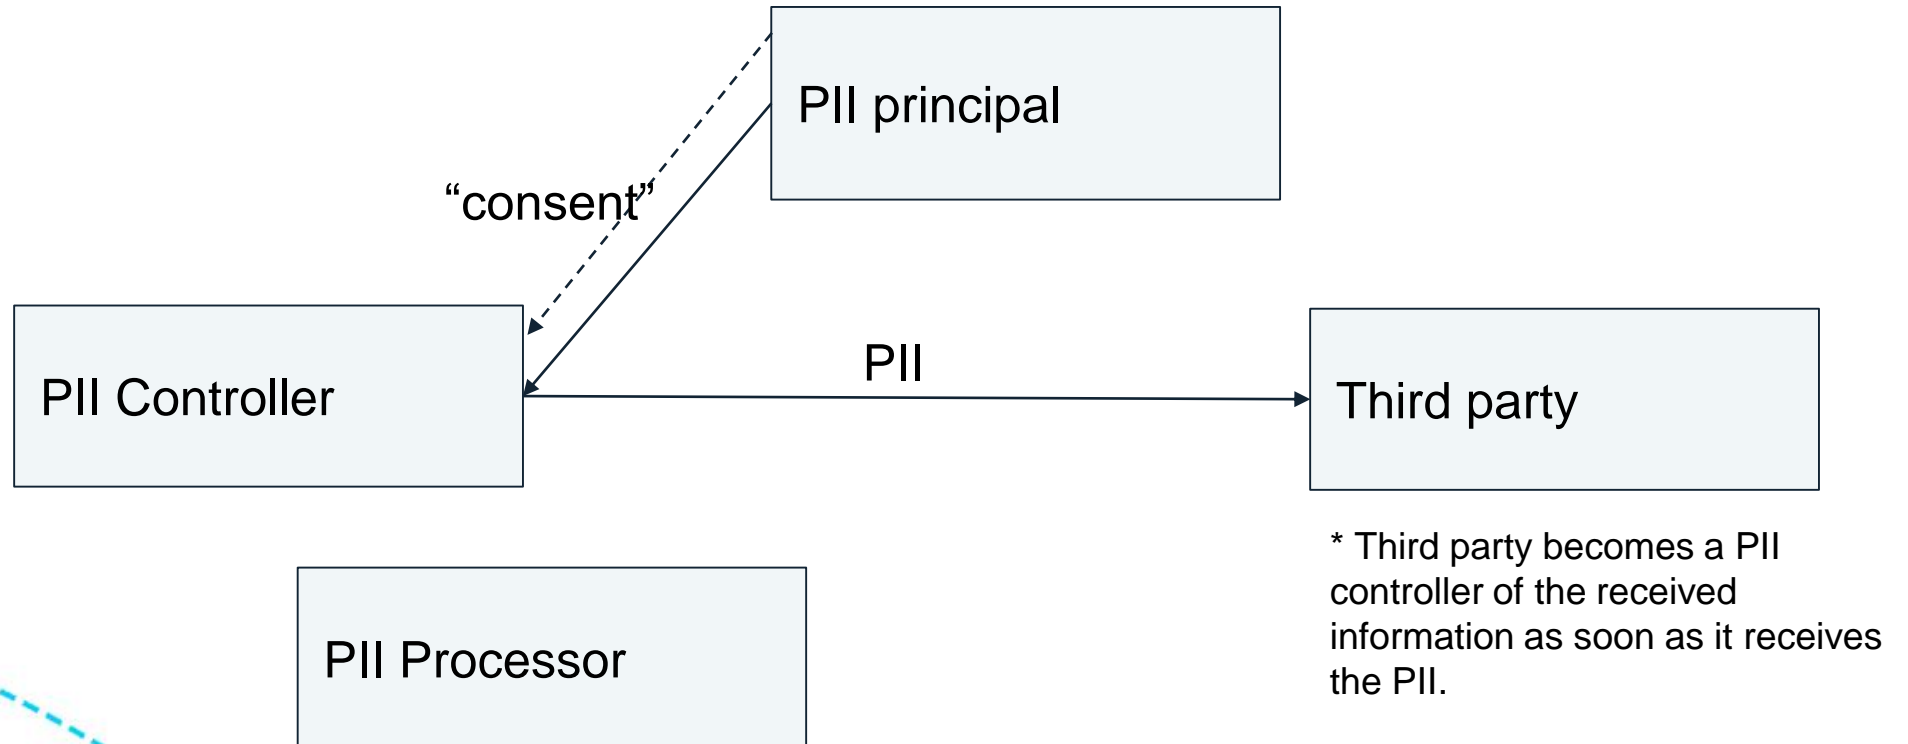 PII principal
“consent”
PII
PII Controller
Third party
* Third party becomes a PII
controller of the received
information as soon as it receives
the PII.
PII Processor